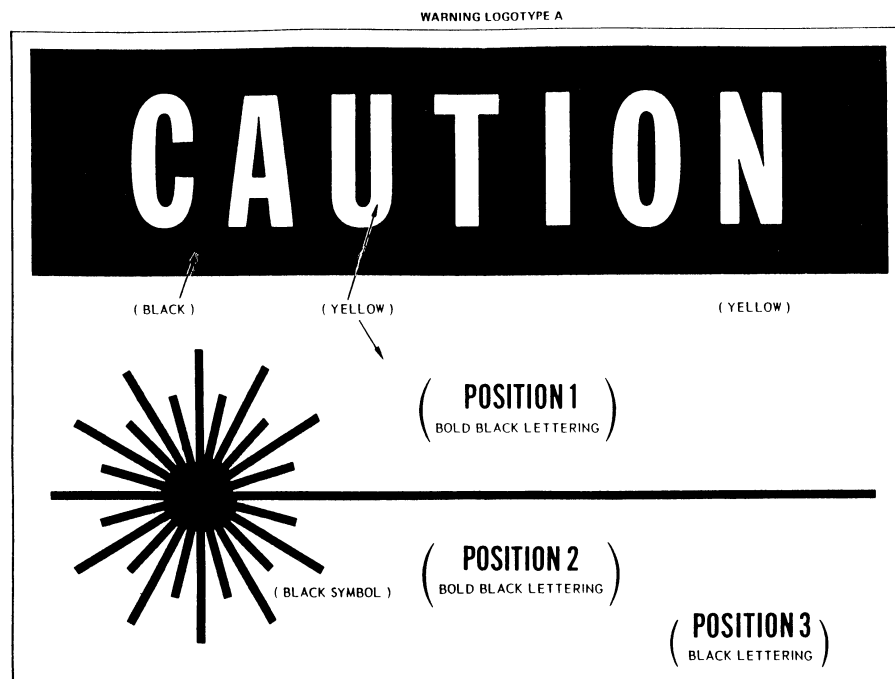 WARNING LOGOTYPE A
CAUTION
( BLACK )
( YELLOW )
( YELLOW )
( POSITION 1
BOLD BLACK LETTERING )
( POSITION 2
BOLD BLACK LETTERING )
( BLACK SYMBOL )
( POSITION 3
BLACK LETTERING )